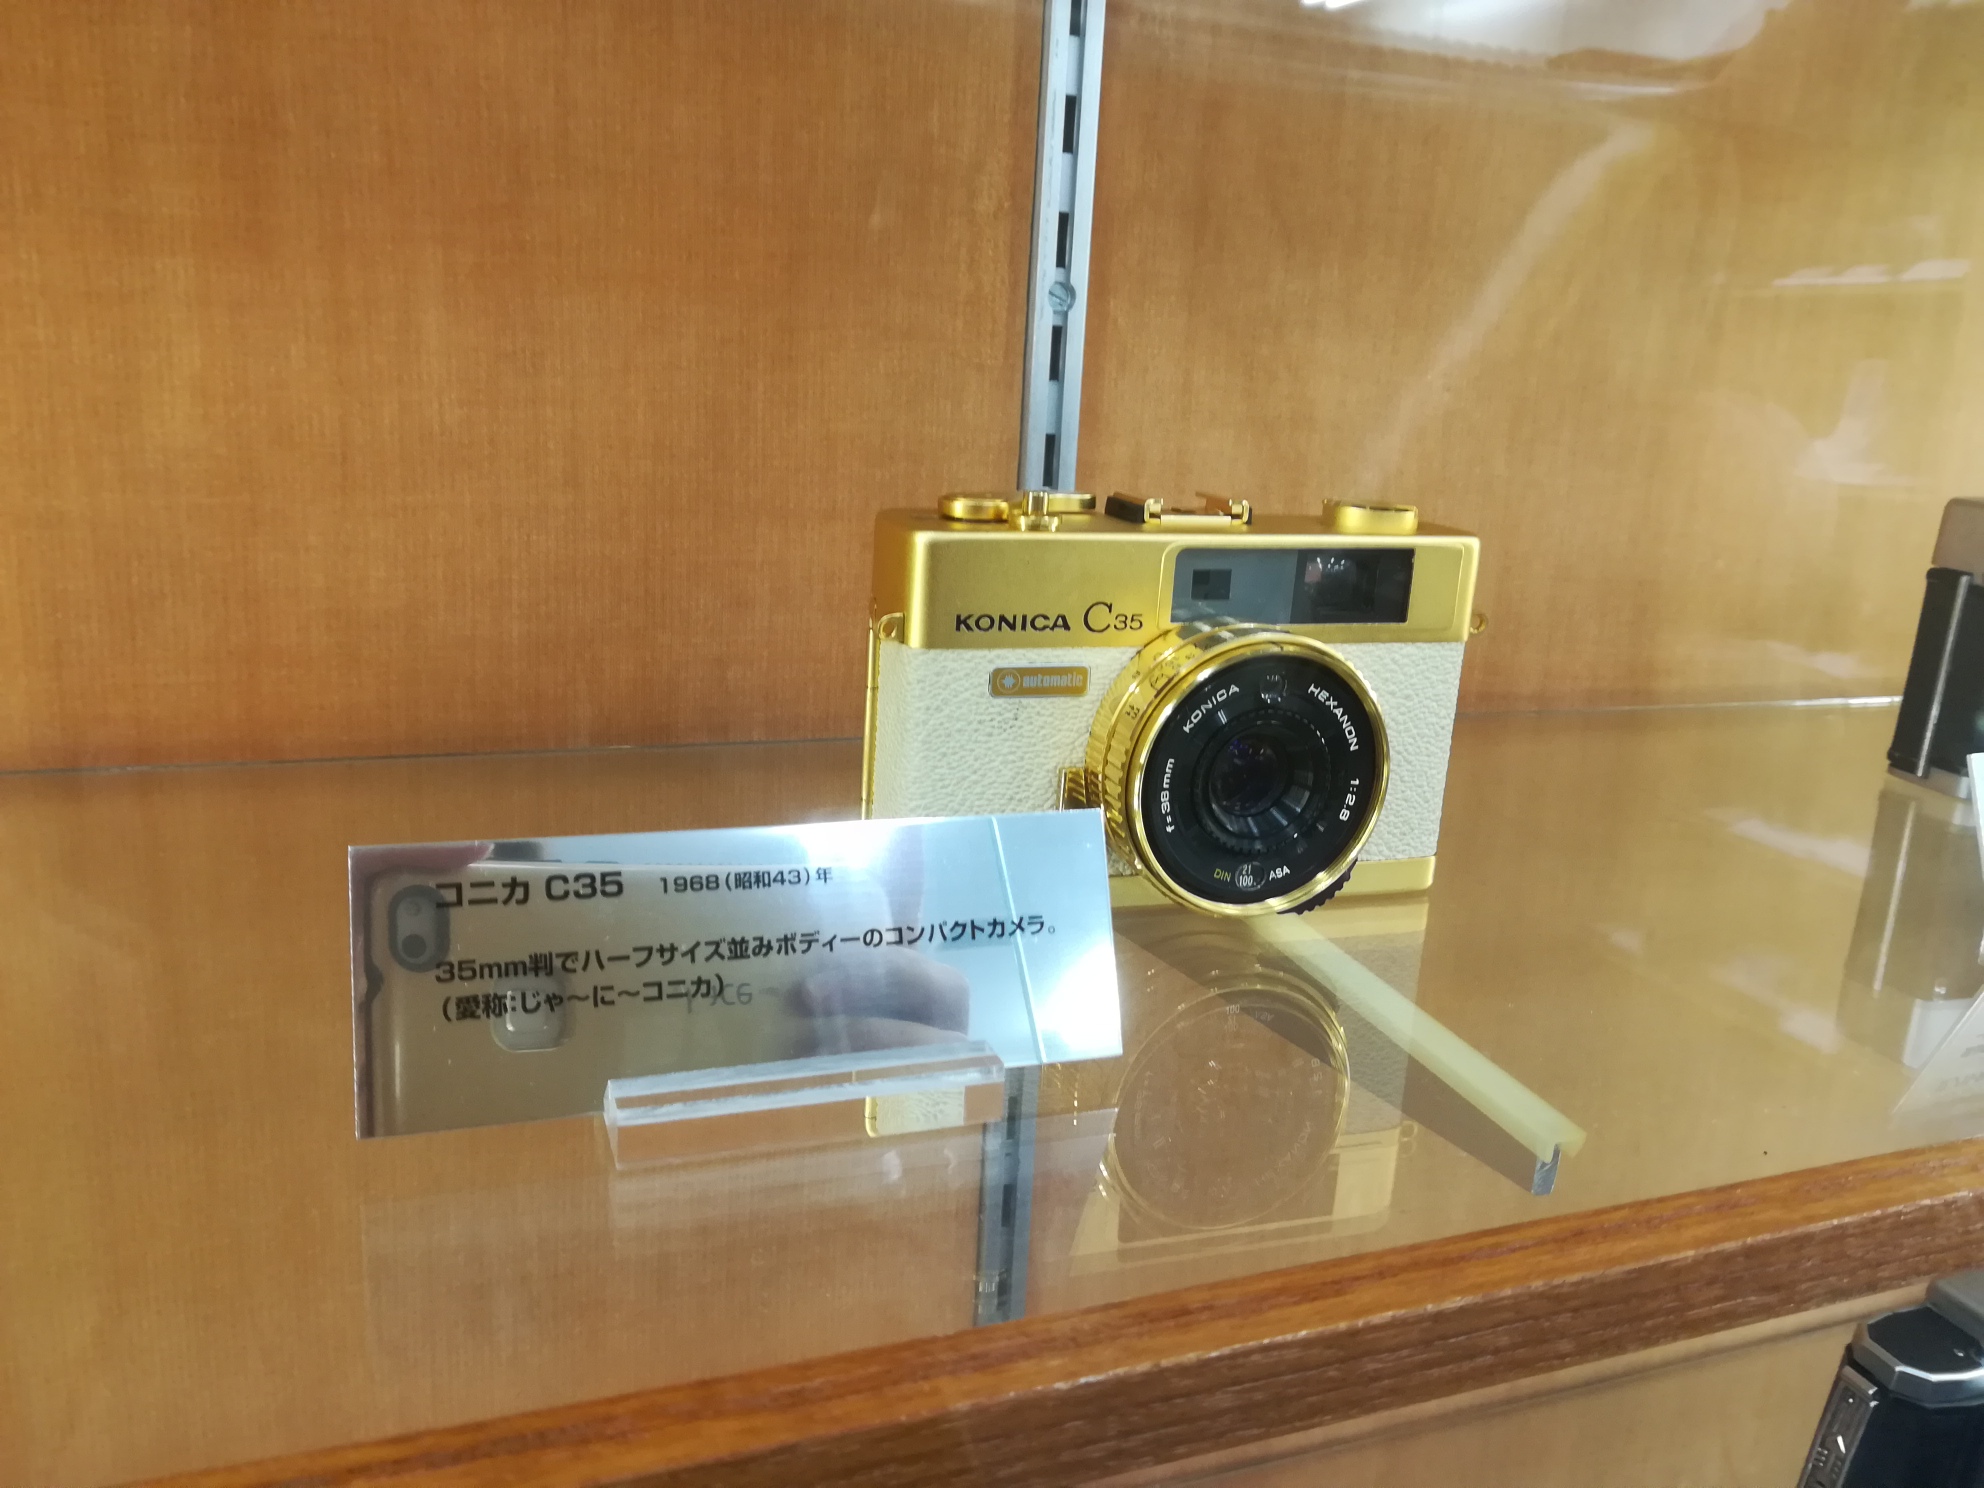 KONICA C35
automatic
KONICA HEXANON 1:2.8 f=38mm
21
DIN 100 ASA
コニカ C35 1968(昭和43)年
35mm判でハーフサイズ並みボディーのコンパクトカメラ。
(愛称:じゃ〜に〜コニカ)